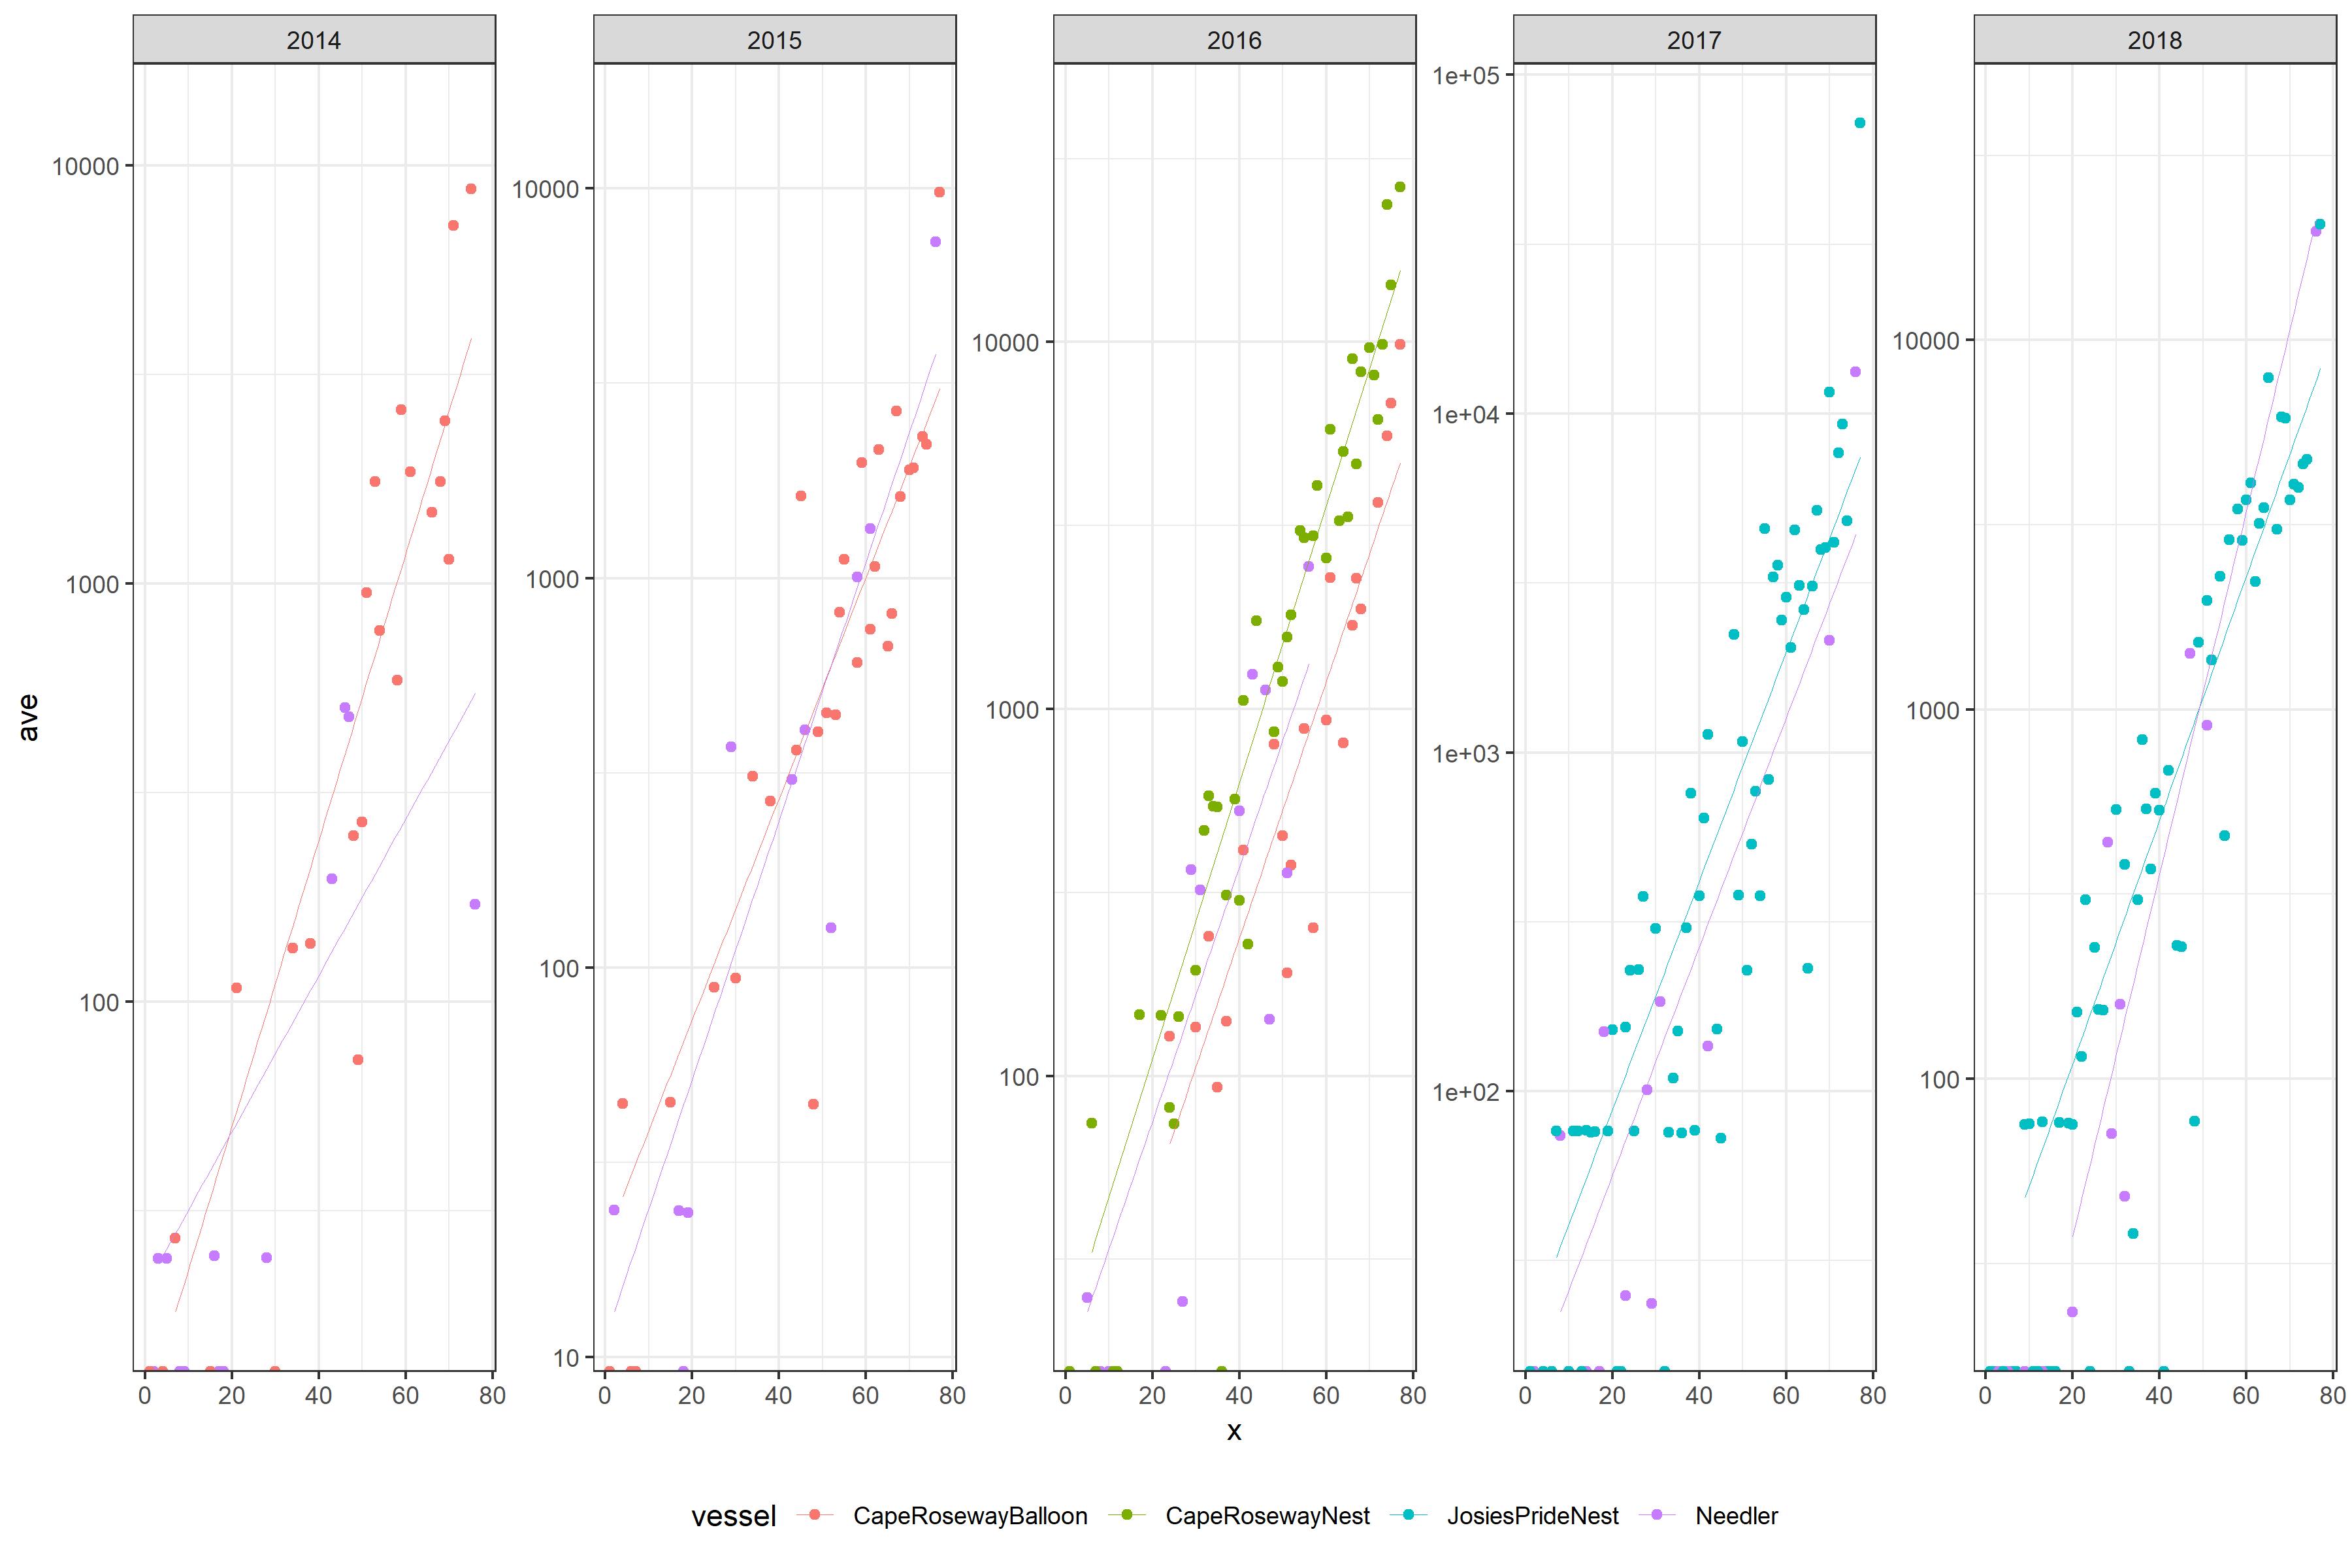 2014 2015 2016 2017 2018
1e+05
10000 10000
10000 1e+04 10000
ave
1000 1000 1000 1e+03 1000
100 100 100 1e+02 100
10
0 20 40 60 80 0 20 40 60 80 0 20 40 60 80 0 20 40 60 80 0 20 40 60 80
x
vessel CapeRosewayBalloon CapeRosewayNest JosiesPrideNest Needler